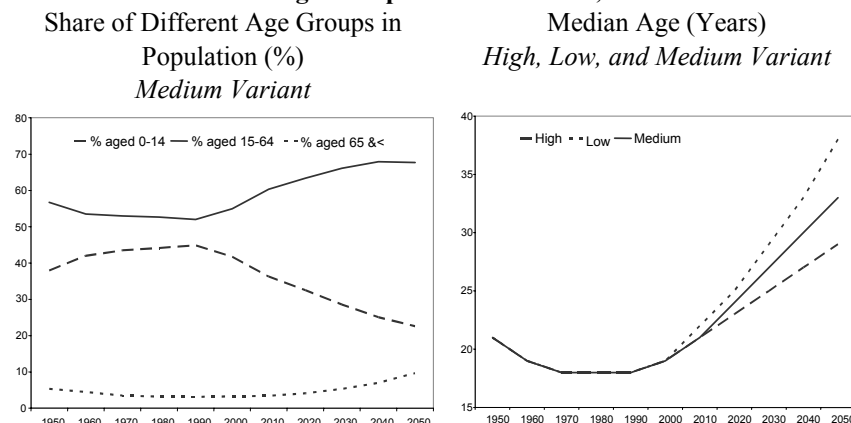 Share of Different Age Groups in
Population (%)
Medium Variant
80
70
60
50
40
30
20
10
0
% aged 0-14 % aged 15-64 % aged 65 &<
1950 1960 1970 1980 1990 2000 2010 2020 2030 2040 2050
Median Age (Years)
High, Low, and Medium Variant
40
35
30
25
20
15
High Low Medium
1950 1960 1970 1980 1990 2000 2010 2020 2030 2040 2050